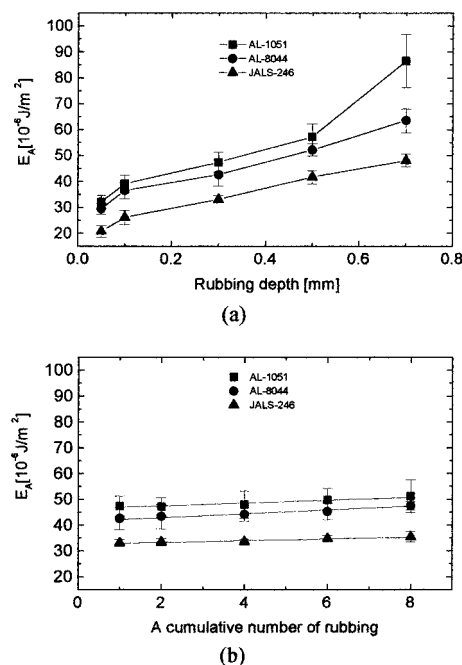 AL-1051
AL-8044
JALS-246
100
90
80
70
60
50
40
30
20
E_A[10^-6 J/m^2]
0.0 0.2 0.4 0.6 0.8
Rubbing depth [mm]
(a)
AL-1051
AL-8044
JALS-246
100
90
80
70
60
50
40
30
20
E_A[10^-6 J/m^2]
0 2 4 6 8
A cumulative number of rubbing
(b)